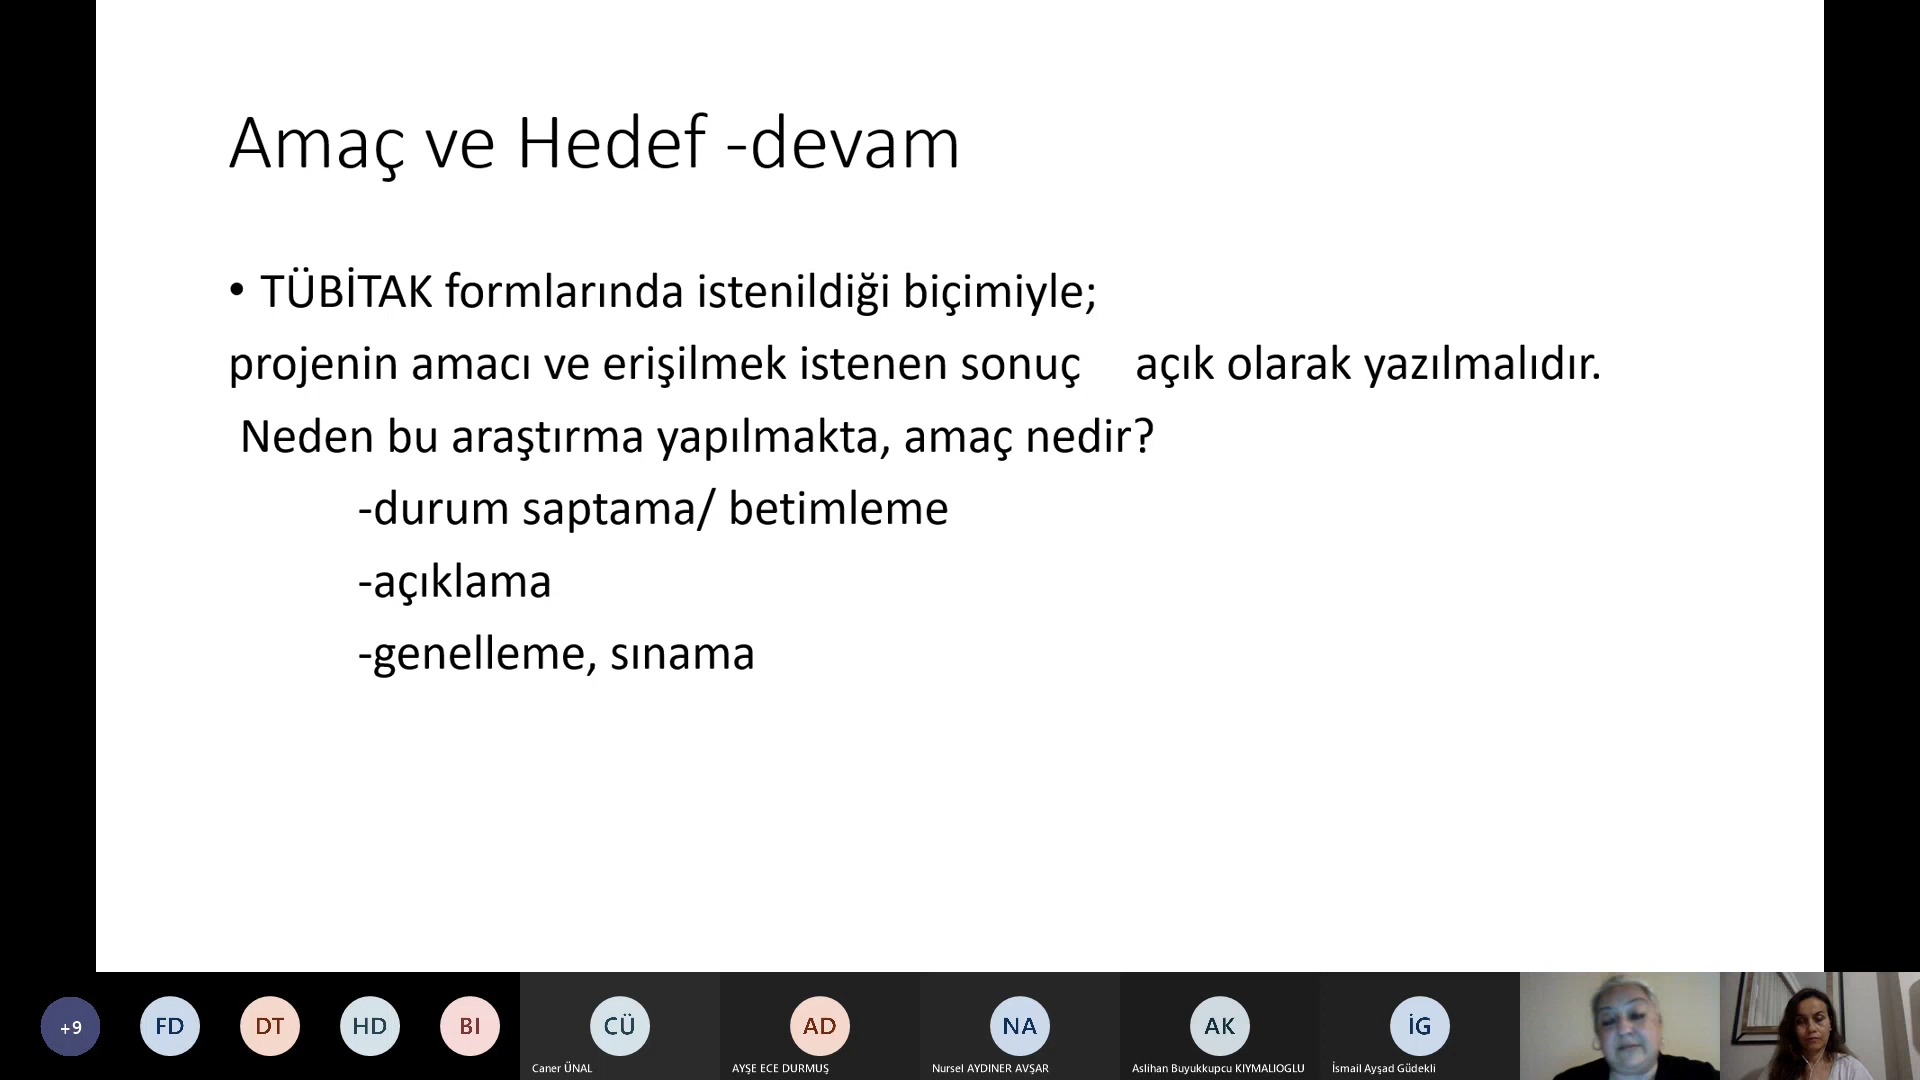 Amaç ve Hedef -devam
• TÜBİTAK formlarında istenildiği biçimiyle;
projenin amacı ve erişilmek istenen sonuç açık olarak yazılmalıdır.
Neden bu araştırma yapılmakta, amaç nedir?
-durum saptama/ betimleme
-açıklama
-genelleme, sınama
+9 FD DT HD BI CÜ AD NA AK İG
Caner ÜNAL AYŞE ECE DURMUŞ Nursel AYDINER AVŞAR Aslihan Buyukkupcu KIYMALIOGLU İsmail Ayşad Güdekli